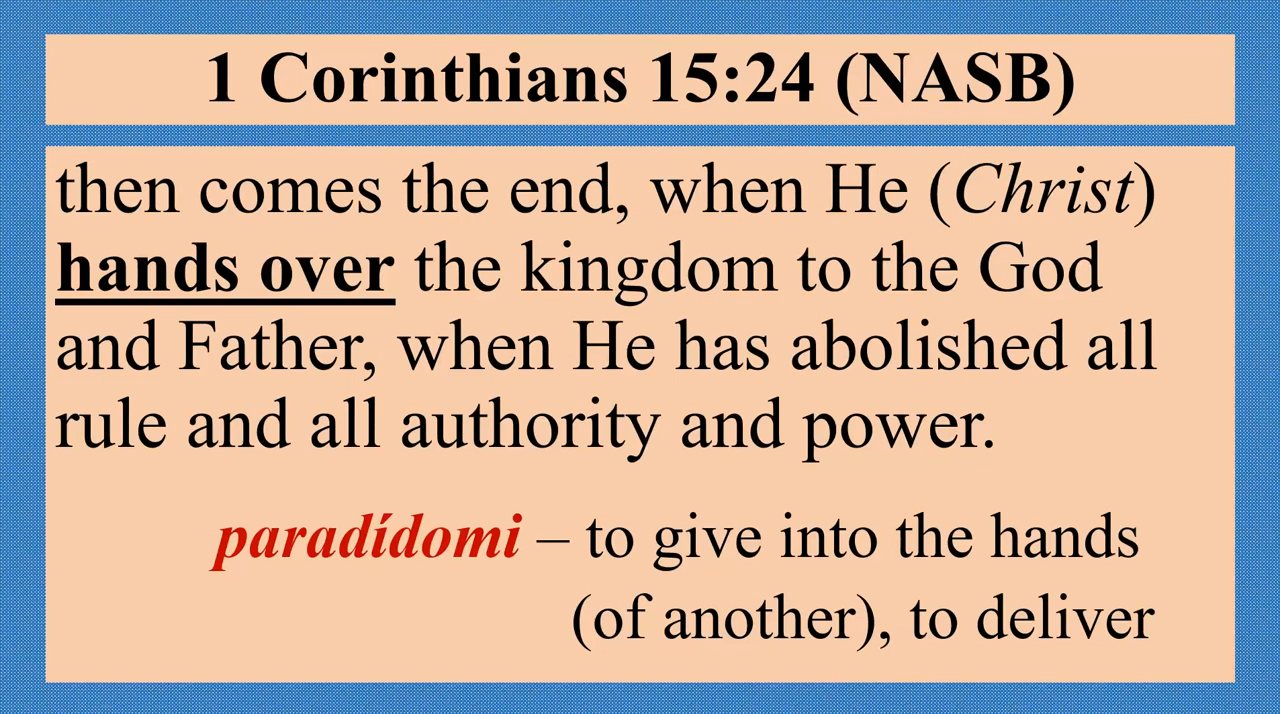 1 Corinthians 15:24 (NASB)
then comes the end, when He (Christ)
hands over the kingdom to the God
and Father, when He has abolished all
rule and all authority and power.
paradídomi – to give into the hands
(of another), to deliver